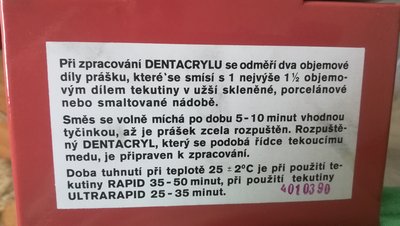 Při zpracování DENTACRYLU se odměří dva objemové
díly prášku, které se smísí s 1 nejvýše 1½ objemo-
vým dílem tekutiny v užší skleněné, porcelánové
nebo smaltované nádobě.
Směs se volně míchá po dobu 5-10 minut vhodnou
tyčinkou, až je prášek zcela rozpuštěn. Rozpuště-
ný DENTACRYL, který se podobá řídce tekoucímu
medu, je připraven k zpracování.
Doba tuhnutí při teplotě 25 ± 2°C je při použití te-
kutiny RAPID 35-50 minut, při použití tekutiny
ULTRARAPID 25-35 minut.
4010390